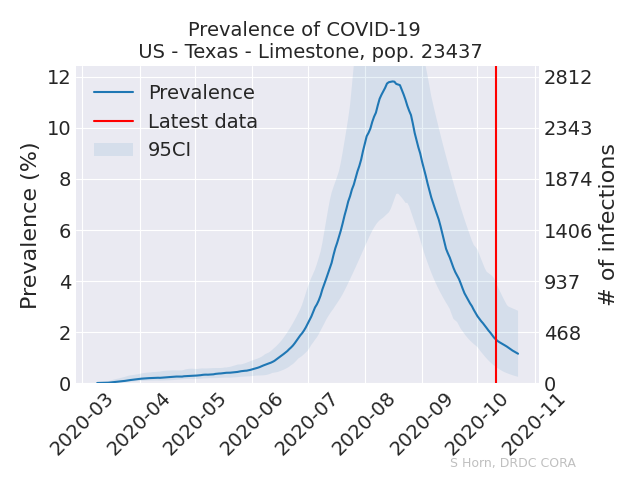 Prevalence of COVID-19
US - Texas - Limestone, pop. 23437
Prevalence
Latest data
95CI
Prevalence (%)
12
10
8
6
4
2
0
2812
2343
1874
1406
937
468
0
# of infections
2020-03
2020-04
2020-05
2020-06
2020-07
2020-08
2020-09
2020-10
2020-11
S Horn, DRDC CORA